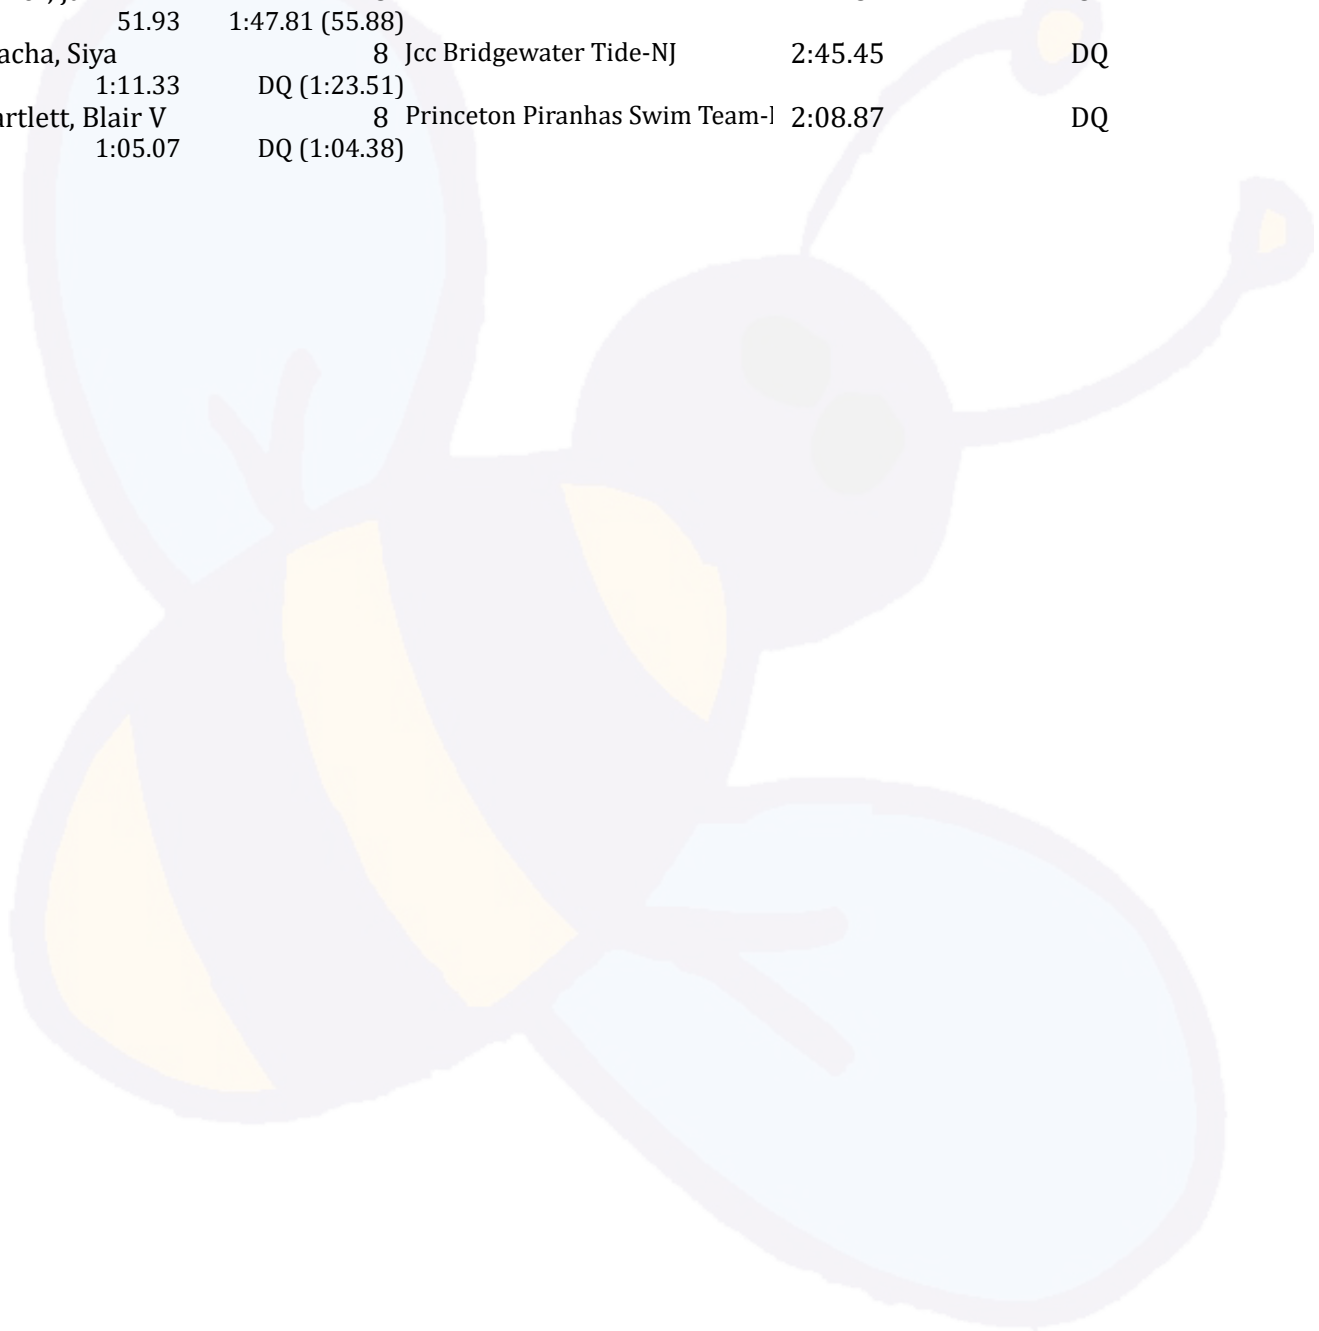 51.93 1:47.81 (55.88)
acha, Siya 8 Jcc Bridgewater Tide-NJ 2:45.45 DQ
1:11.33 DQ (1:23.51)
artlett, Blair V 8 Princeton Piranhas Swim Team- 2:08.87 DQ
1:05.07 DQ (1:04.38)